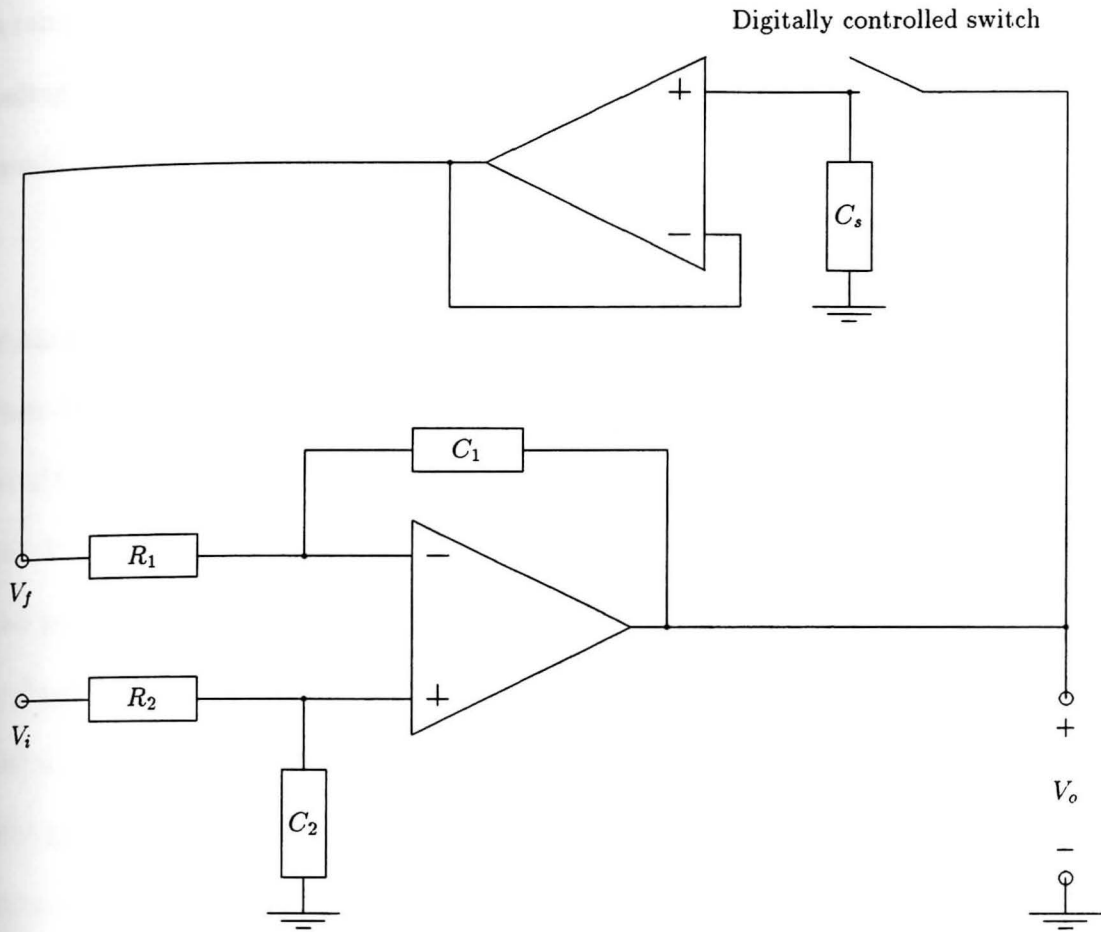 Digitally controlled switch
+
−
C_s
C_1
R_1
−
V_f
R_2
+
V_i
C_2
+
V_o
−